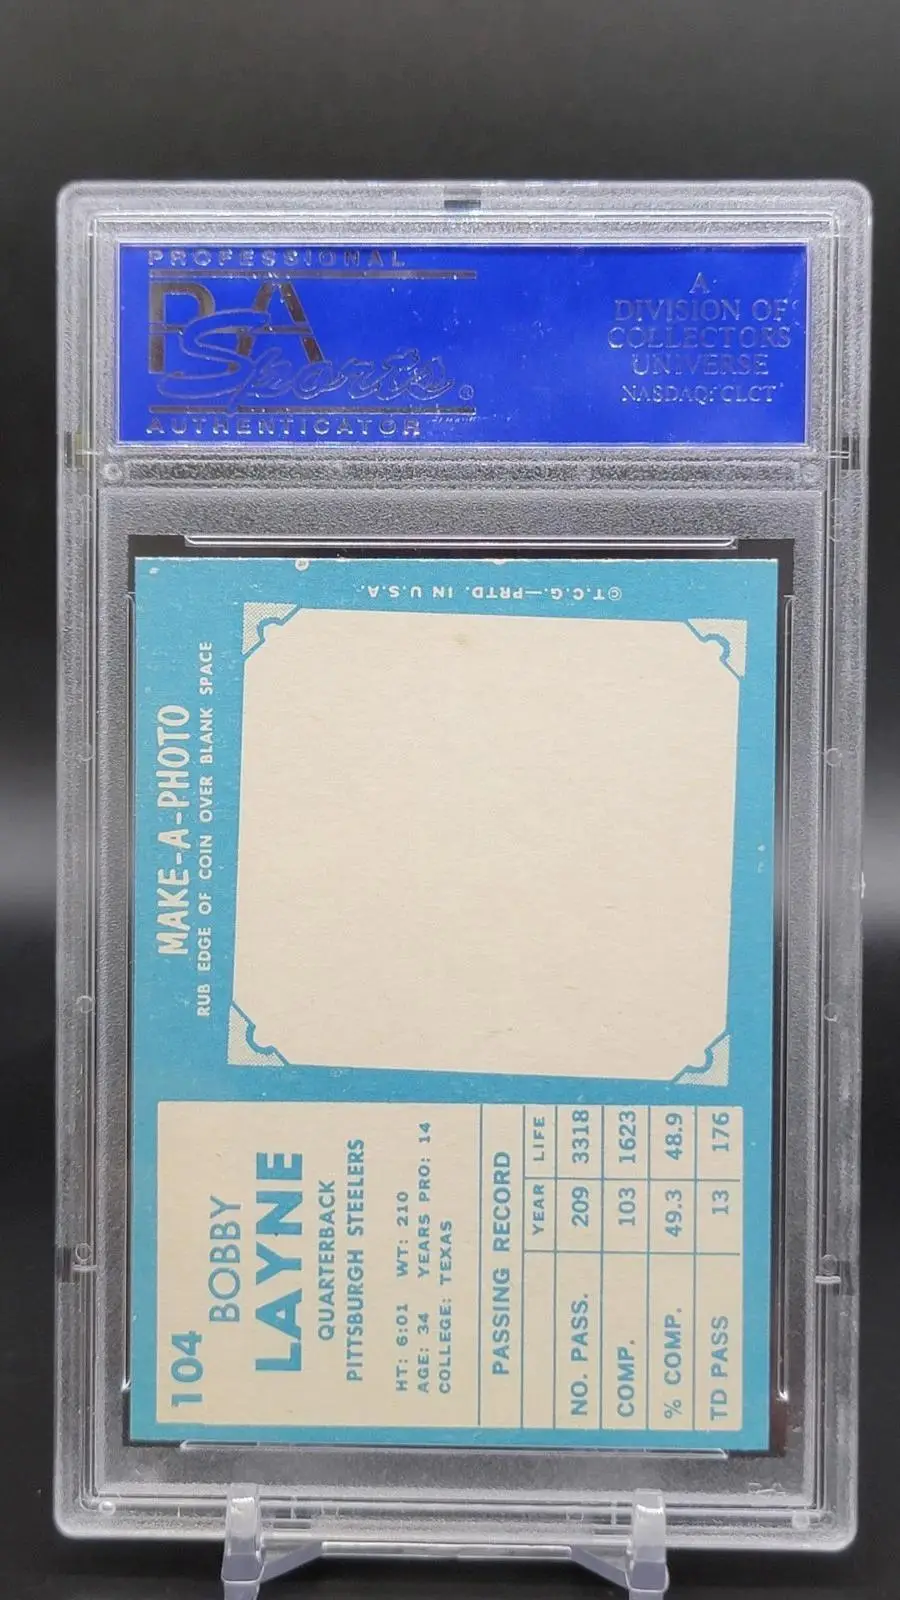 PROFESSIONAL
PSA
Sports®
AUTHENTICATOR
A
DIVISION OF
COLLECTORS
UNIVERSE
NASDAQ: CLCT
© T.C.G.—PRTD. IN U.S.A.
MAKE-A-PHOTO
RUB EDGE OF COIN OVER BLANK SPACE
104
BOBBY
LAYNE
QUARTERBACK
PITTSBURGH STEELERS
HT: 6:01 WT: 210
AGE: 34 YEARS PRO: 14
COLLEGE: TEXAS
PASSING RECORD
YEAR LIFE
NO. PASS. 209 3318
COMP. 103 1623
% COMP. 49.3 48.9
TD PASS 13 176